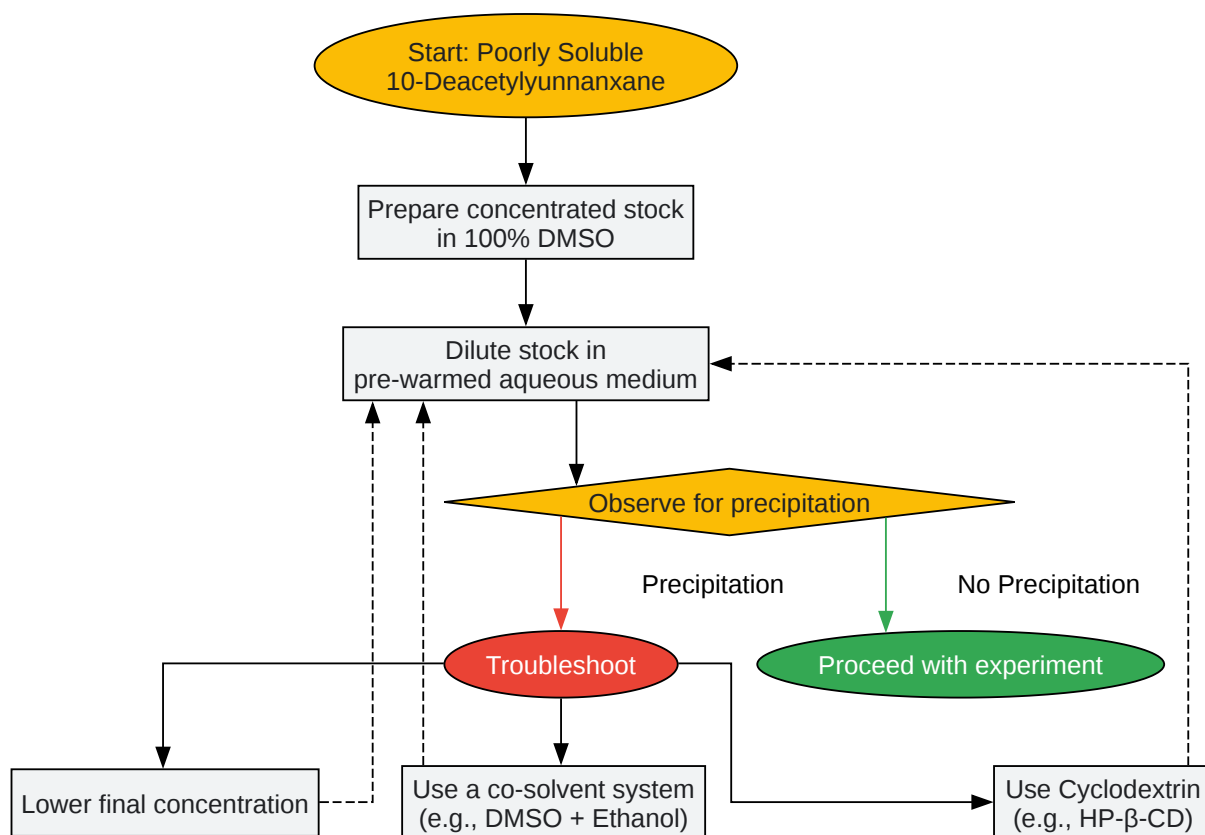 Start: Poorly Soluble
10-Deacetylyunnanxane
Prepare concentrated stock
in 100% DMSO
Dilute stock in
pre-warmed aqueous medium
Observe for precipitation
Precipitation
No Precipitation
Troubleshoot
Proceed with experiment
Lower final concentration
Use a co-solvent system
(e.g., DMSO + Ethanol)
Use Cyclodextrin
(e.g., HP-β-CD)